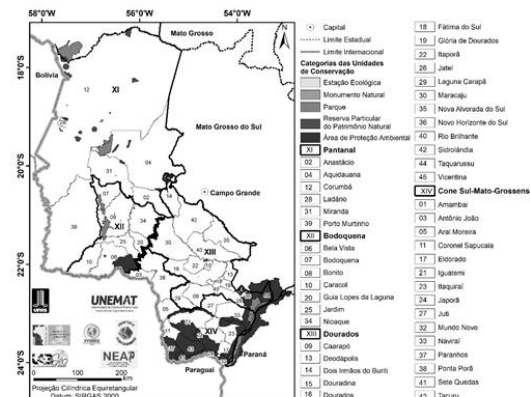 58°0'W
56°0'W
54°0'W
18°0'S
20°0'S
22°0'S
24°0'S
Mato Grosso
Bolívia
Mato Grosso do Sul
Campo Grande
Paraná
Paraguai
XI
XII
XIII
XIV
N
UNEMAT
0 100 200
km
Projeção Cilíndrica Equiretangular
Datum: SIRGAS 2000
Capital
Limite Estadual
Limite Internacional
Categorias das Unidades
de Conservação
Estação Ecológica
Monumento Natural
Parque
Reserva Particular
do Patrimônio Natural
Área de Proteção Ambiental
XI Pantanal
02 Anastácio
04 Aquidauana
12 Corumbá
28 Ladário
31 Miranda
39 Porto Murtinho
XII Bodoquena
06 Bela Vista
07 Bodoquena
08 Bonito
10 Caracol
20 Guia Lopes da Laguna
25 Jardim
34 Nioaque
XIII Dourados
09 Caarapó
13 Deodápolis
14 Dois Irmãos do Buriti
15 Douradina
16 Dourados
18 Fátima do Sul
19 Glória de Dourados
22 Itaporã
26 Jateí
29 Laguna Carapã
30 Maracaju
35 Nova Alvorada do Sul
36 Novo Horizonte do Sul
40 Rio Brilhante
42 Sidrolândia
44 Taquarussu
45 Vicentina
XIV Cone Sul-Mato-Grossens
01 Amambai
03 Antônio João
05 Aral Moreira
11 Coronel Sapucaia
17 Eldorado
21 Iguatemi
23 Itaquiraí
24 Japorã
27 Juti
32 Mundo Novo
33 Naviraí
37 Paranhos
38 Ponta Porã
41 Sete Quedas
43 Tacuru